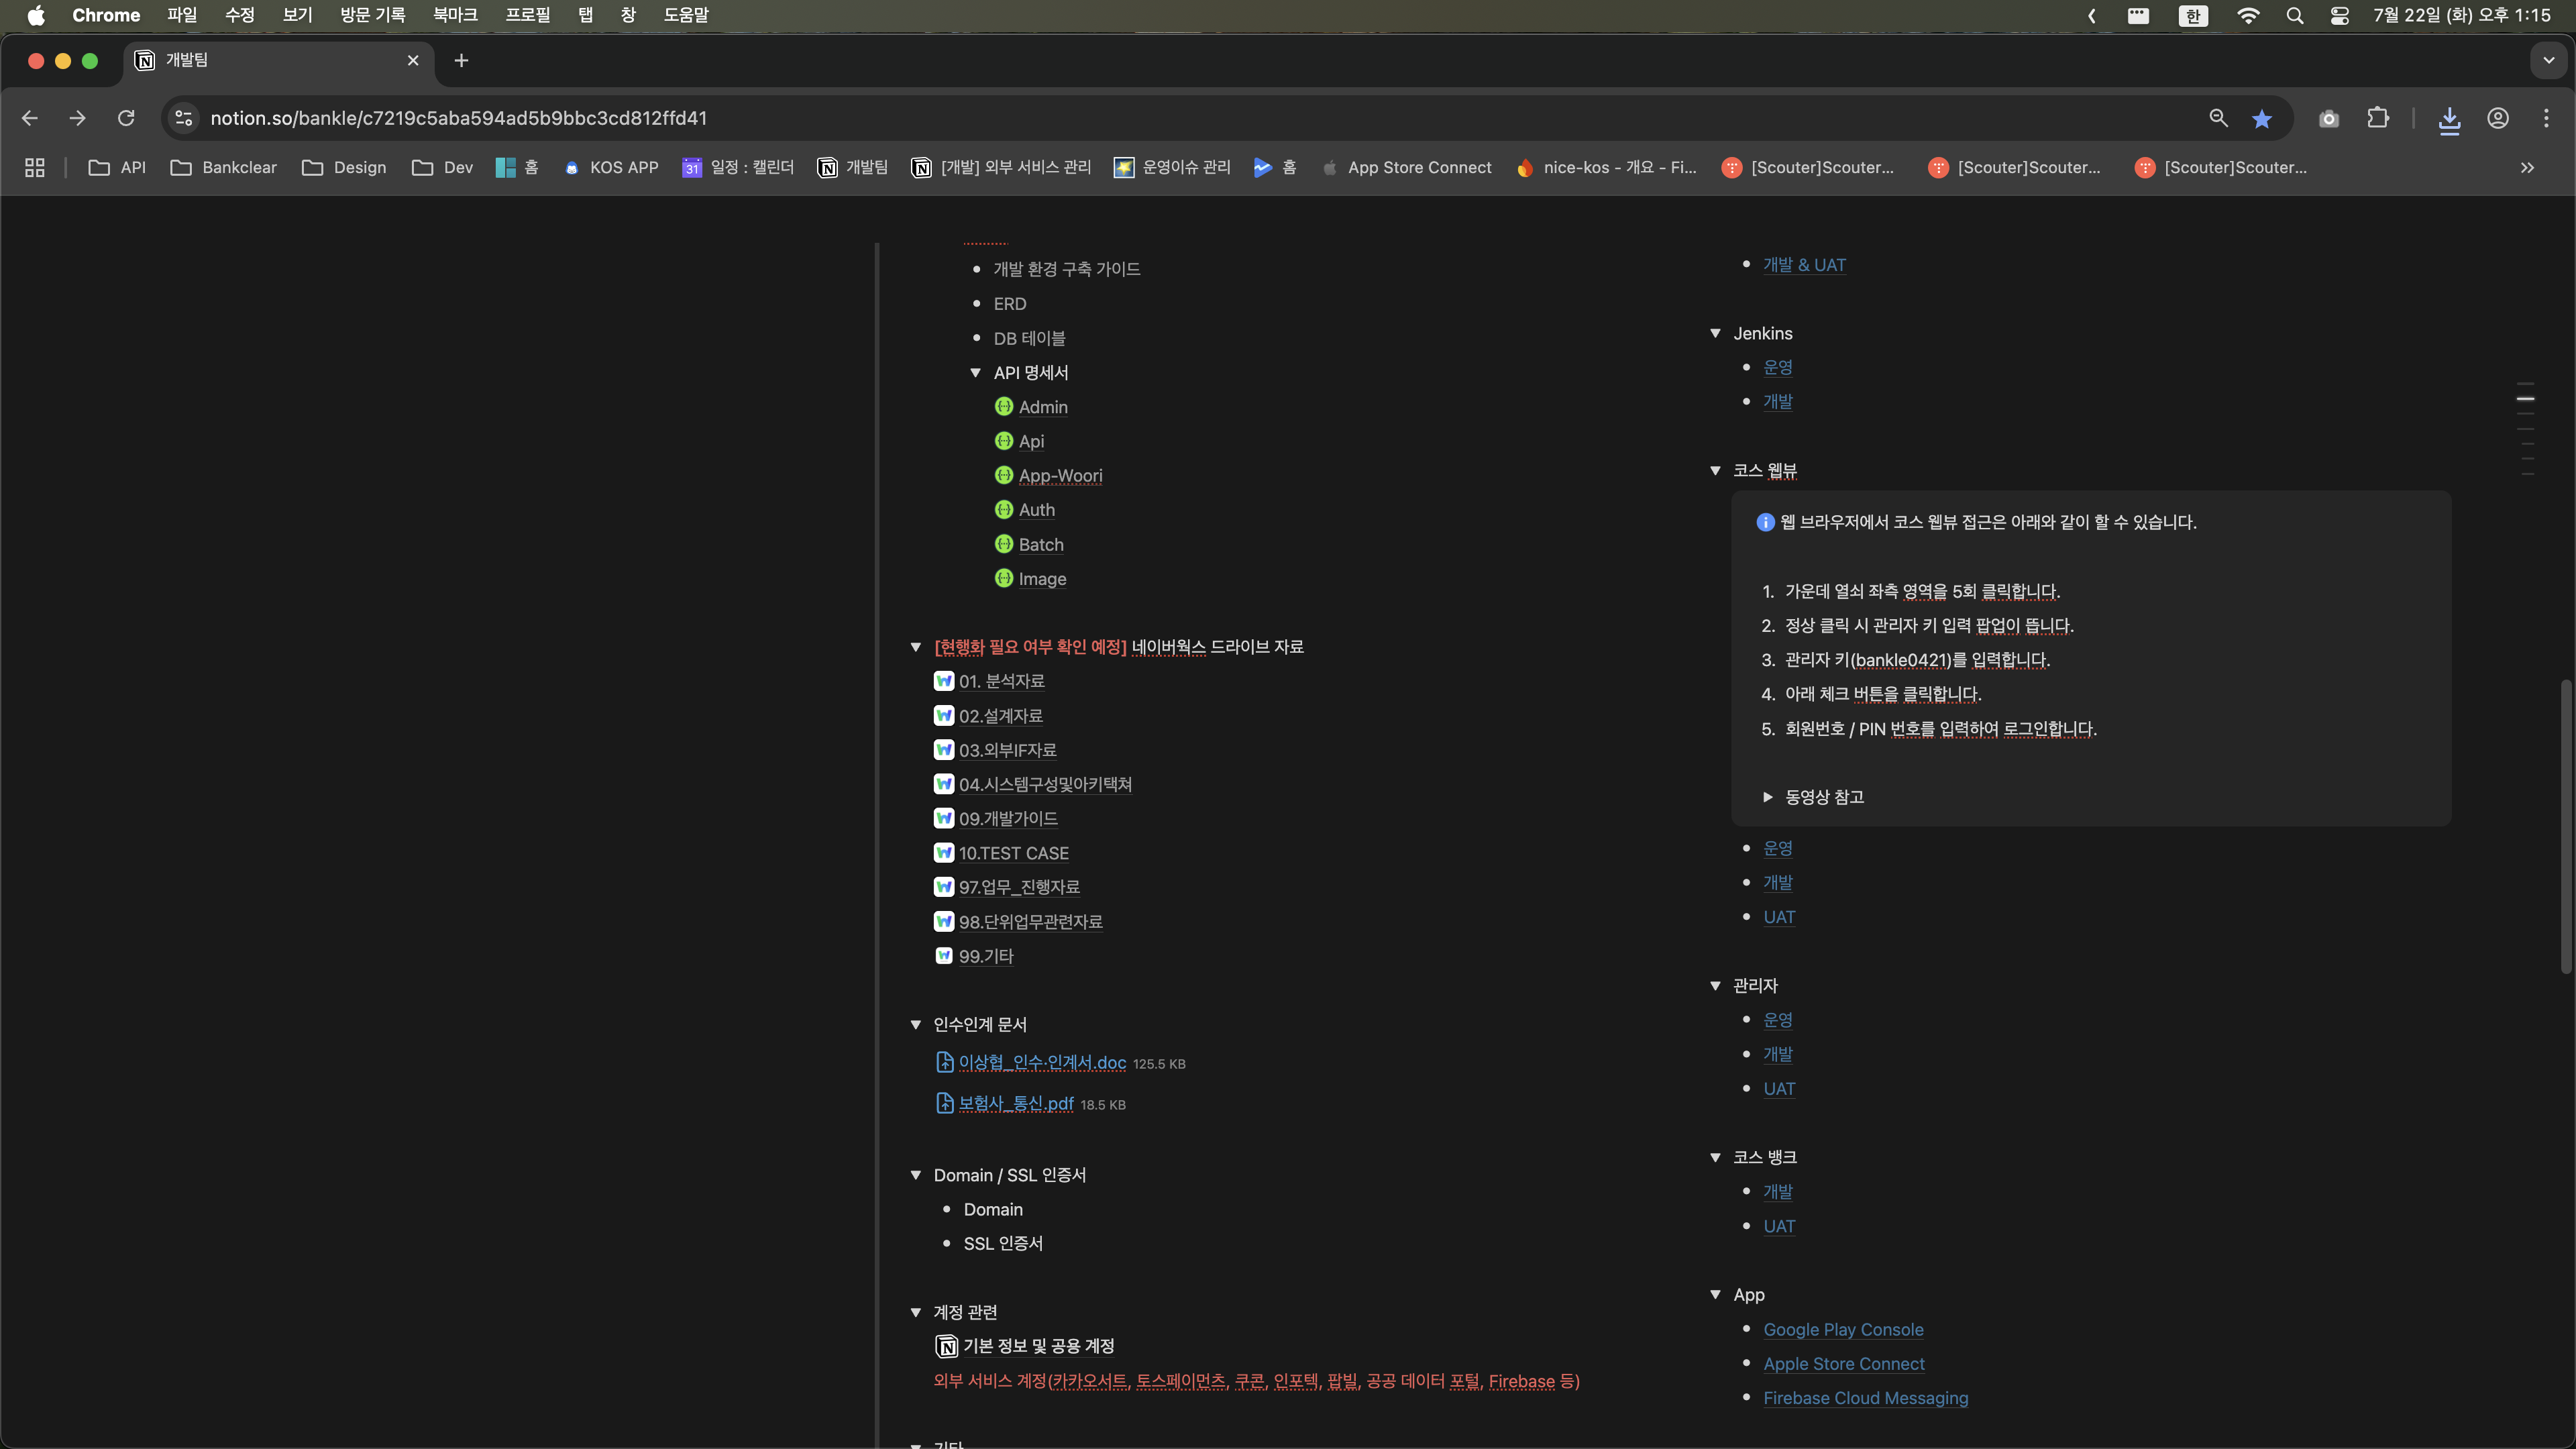 Chrome 파일 수정 보기 방문 기록 북마크 프로필 탭 창 도움말 한 7월 22일 (화) 오후 1:15
개발팀
notion.so/bankle/c7219c5aba594ad5b9bbc3cd812ffd41
API Bankclear Design Dev 홈 KOS APP 31 일정 : 캘린더 개발팀 [개발] 외부 서비스 관리 운영이슈 관리 홈 App Store Connect nice-kos - 개요 - Fi... [Scouter]Scouter... [Scouter]Scouter... [Scouter]Scouter...
개발 환경 구축 가이드
ERD
DB 테이블
API 명세서
Admin
Api
App-Woori
Auth
Batch
Image
[현행화 필요 여부 확인 예정] 네이버웍스 드라이브 자료
01. 분석자료
02.설계자료
03.외부IF자료
04.시스템구성및아키택쳐
09.개발가이드
10.TEST CASE
97.업무_진행자료
98.단위업무관련자료
99.기타
인수인계 문서
이상협_인수·인계서.doc 125.5 KB
보험사_통신.pdf 18.5 KB
Domain / SSL 인증서
Domain
SSL 인증서
계정 관련
기본 정보 및 공용 계정
외부 서비스 계정(카카오서트, 토스페이먼츠, 쿠콘, 인포텍, 팝빌, 공공 데이터 포털, Firebase 등)
개발 & UAT
Jenkins
운영
개발
코스 웹뷰
웹 브라우저에서 코스 웹뷰 접근은 아래와 같이 할 수 있습니다.
1. 가운데 열쇠 좌측 영역을 5회 클릭합니다.
2. 정상 클릭 시 관리자 키 입력 팝업이 뜹니다.
3. 관리자 키(bankle0421)를 입력합니다.
4. 아래 체크 버튼을 클릭합니다.
5. 회원번호 / PIN 번호를 입력하여 로그인합니다.
동영상 참고
운영
개발
UAT
관리자
운영
개발
UAT
코스 뱅크
개발
UAT
App
Google Play Console
Apple Store Connect
Firebase Cloud Messaging